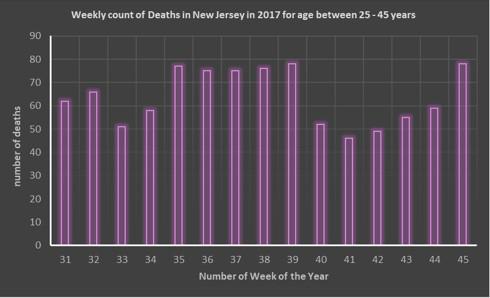 Weekly count of Deaths in New Jersey in 2017 for age between 25 - 45 years
90
80
70
60
50
40
30
20
10
0
number of deaths
31 32 33 34 35 36 37 38 39 40 41 42 43 44 45
Number of Week of the Year